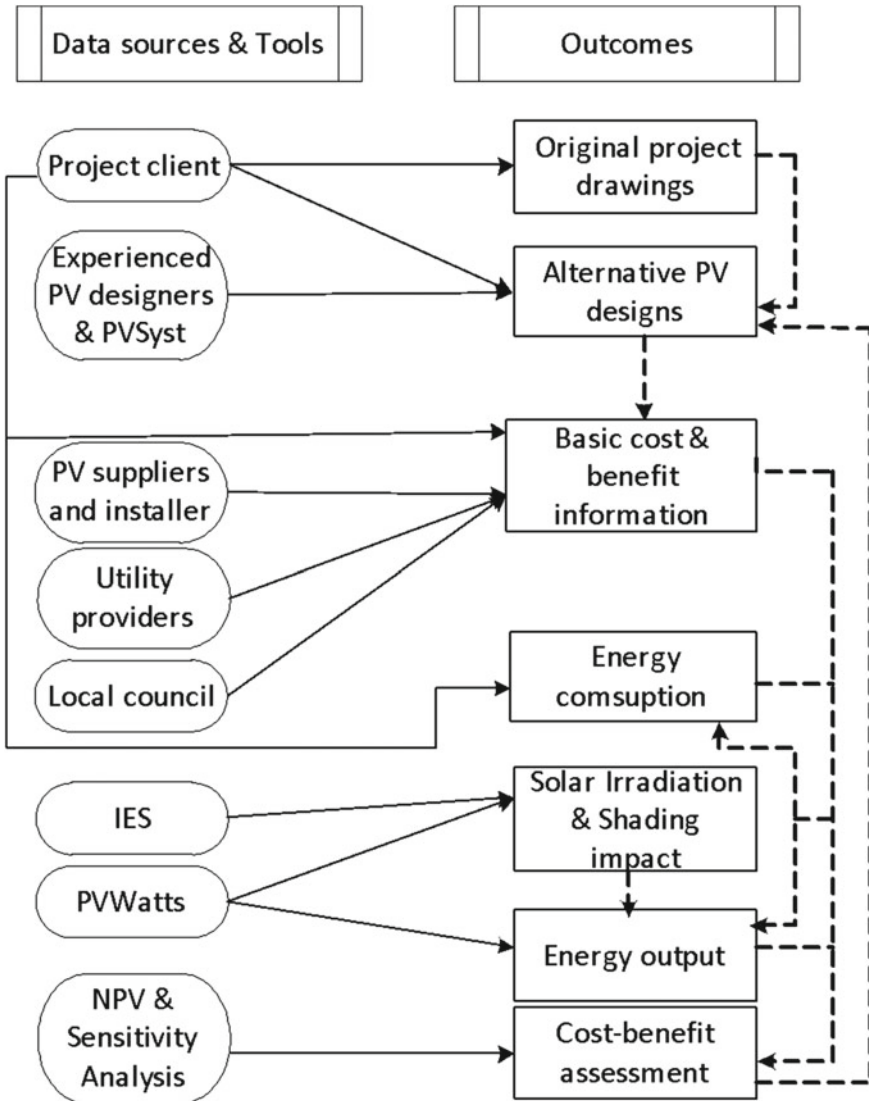 Data sources & Tools
Outcomes
Project client
Original project
drawings
Experienced
PV designers
& PVSyst
Alternative PV
designs
Basic cost &
benefit
information
PV suppliers
and installer
Utility
providers
Local council
Energy
comsuption
IES
Solar Irradiation
& Shading
impact
PVWatts
Energy output
NPV &
Sensitivity
Analysis
Cost-benefit
assessment